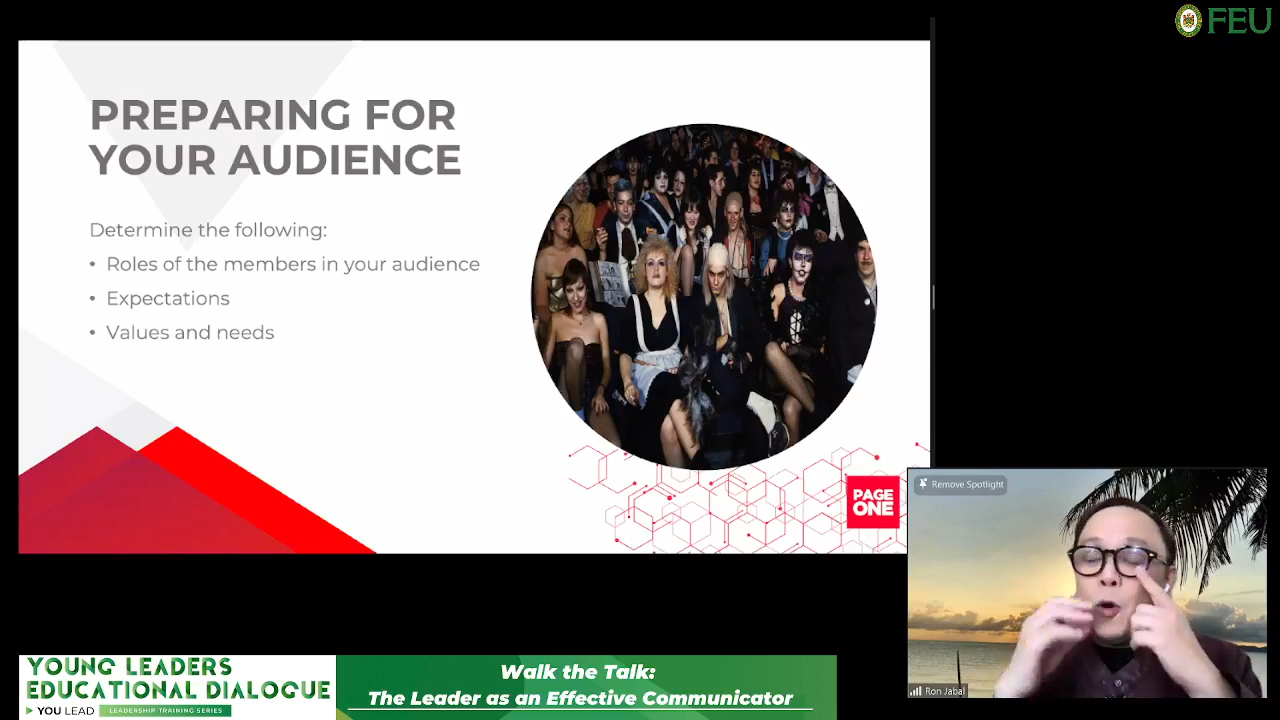 FEU
PREPARING FOR
YOUR AUDIENCE
Determine the following:
• Roles of the members in your audience
• Expectations
• Values and needs
PAGE
ONE
Remove Spotlight
Ron Jabal
YOUNG LEADERS
EDUCATIONAL DIALOGUE
YOU LEAD LEADERSHIP TRAINING SERIES
Walk the Talk:
The Leader as an Effective Communicator